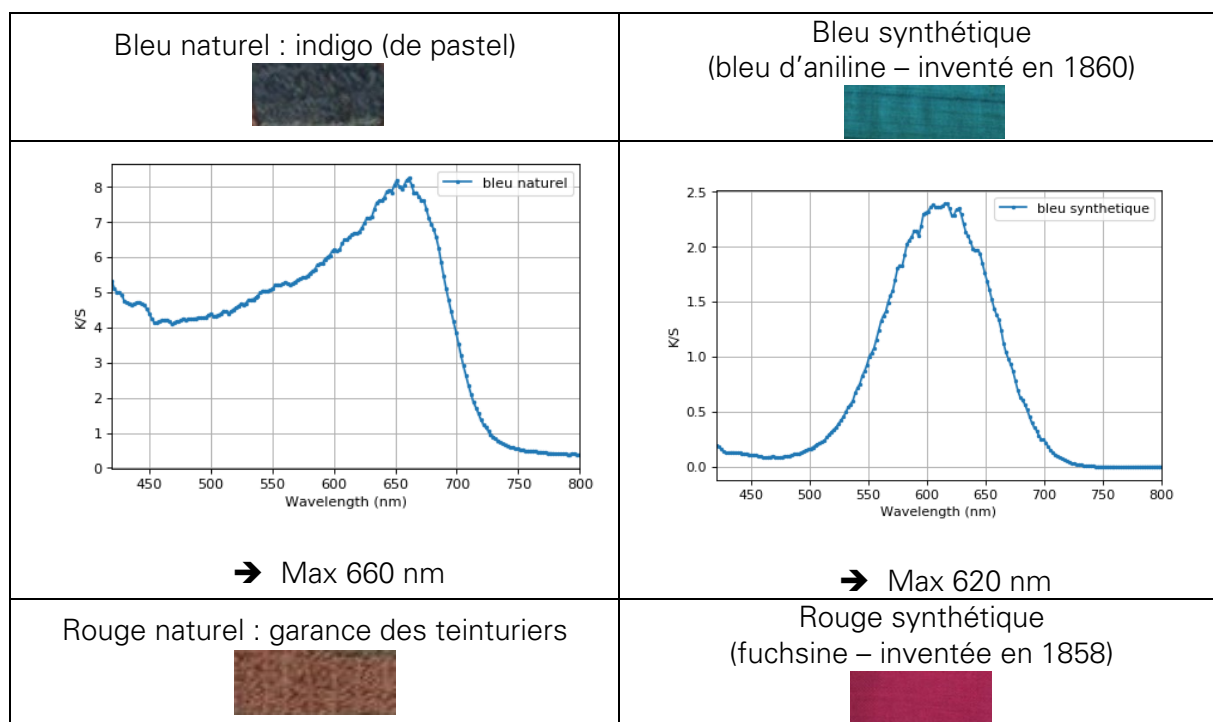 Bleu naturel : indigo (de pastel)
Bleu synthétique
(bleu d'aniline – inventé en 1860)
bleu naturel
8
7
6
5
4
3
2
1
0
K/S
450 500 550 600 650 700 750 800
Wavelength (nm)
➔ Max 660 nm
bleu synthetique
2.5
2.0
1.5
1.0
0.5
0.0
K/S
450 500 550 600 650 700 750 800
Wavelength (nm)
➔ Max 620 nm
Rouge naturel : garance des teinturiers
Rouge synthétique
(fuchsine – inventée en 1858)